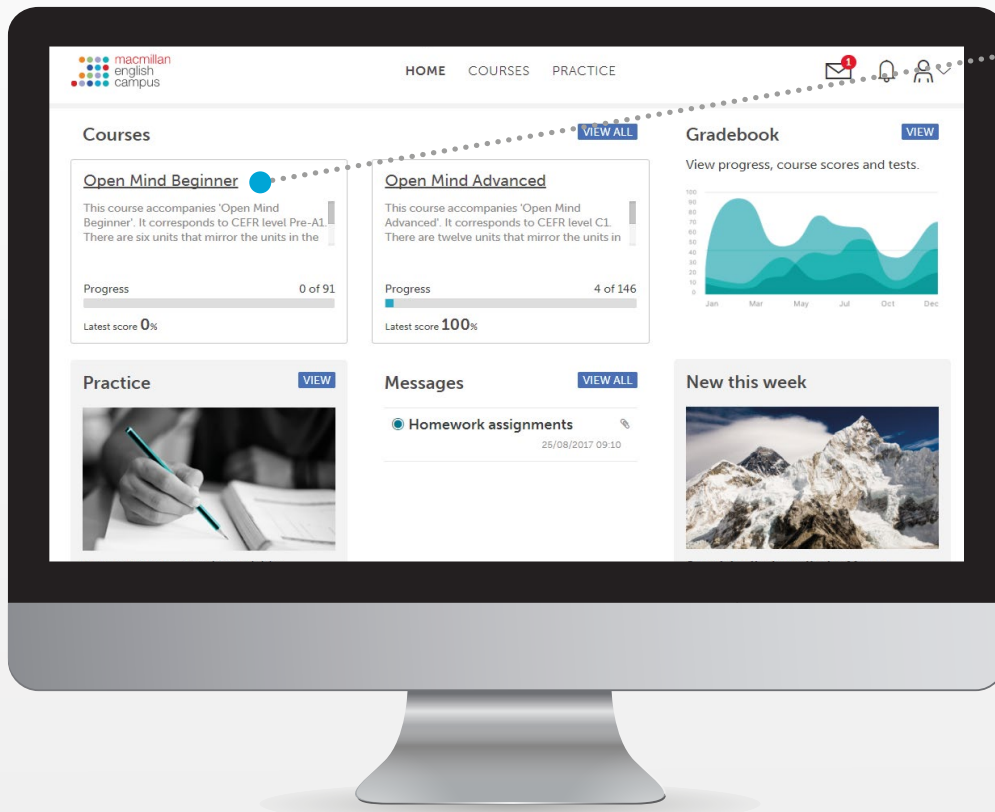 macmillan
english
campus
HOME COURSES PRACTICE
1
Courses
VIEW ALL
Open Mind Beginner
This course accompanies 'Open Mind
Beginner'. It corresponds to CEFR level Pre-A1.
There are six units that mirror the units in the
Progress 0 of 91
Latest score 0%
Open Mind Advanced
This course accompanies 'Open Mind
Advanced'. It corresponds to CEFR level C1.
There are twelve units that mirror the units in
Progress 4 of 146
Latest score 100%
Gradebook
VIEW
View progress, course scores and tests.
100
90
80
70
60
50
40
30
20
10
0
Jan Mar May Jul Oct Dec
Practice
VIEW
Messages
VIEW ALL
Homework assignments
25/08/2017 09:10
New this week